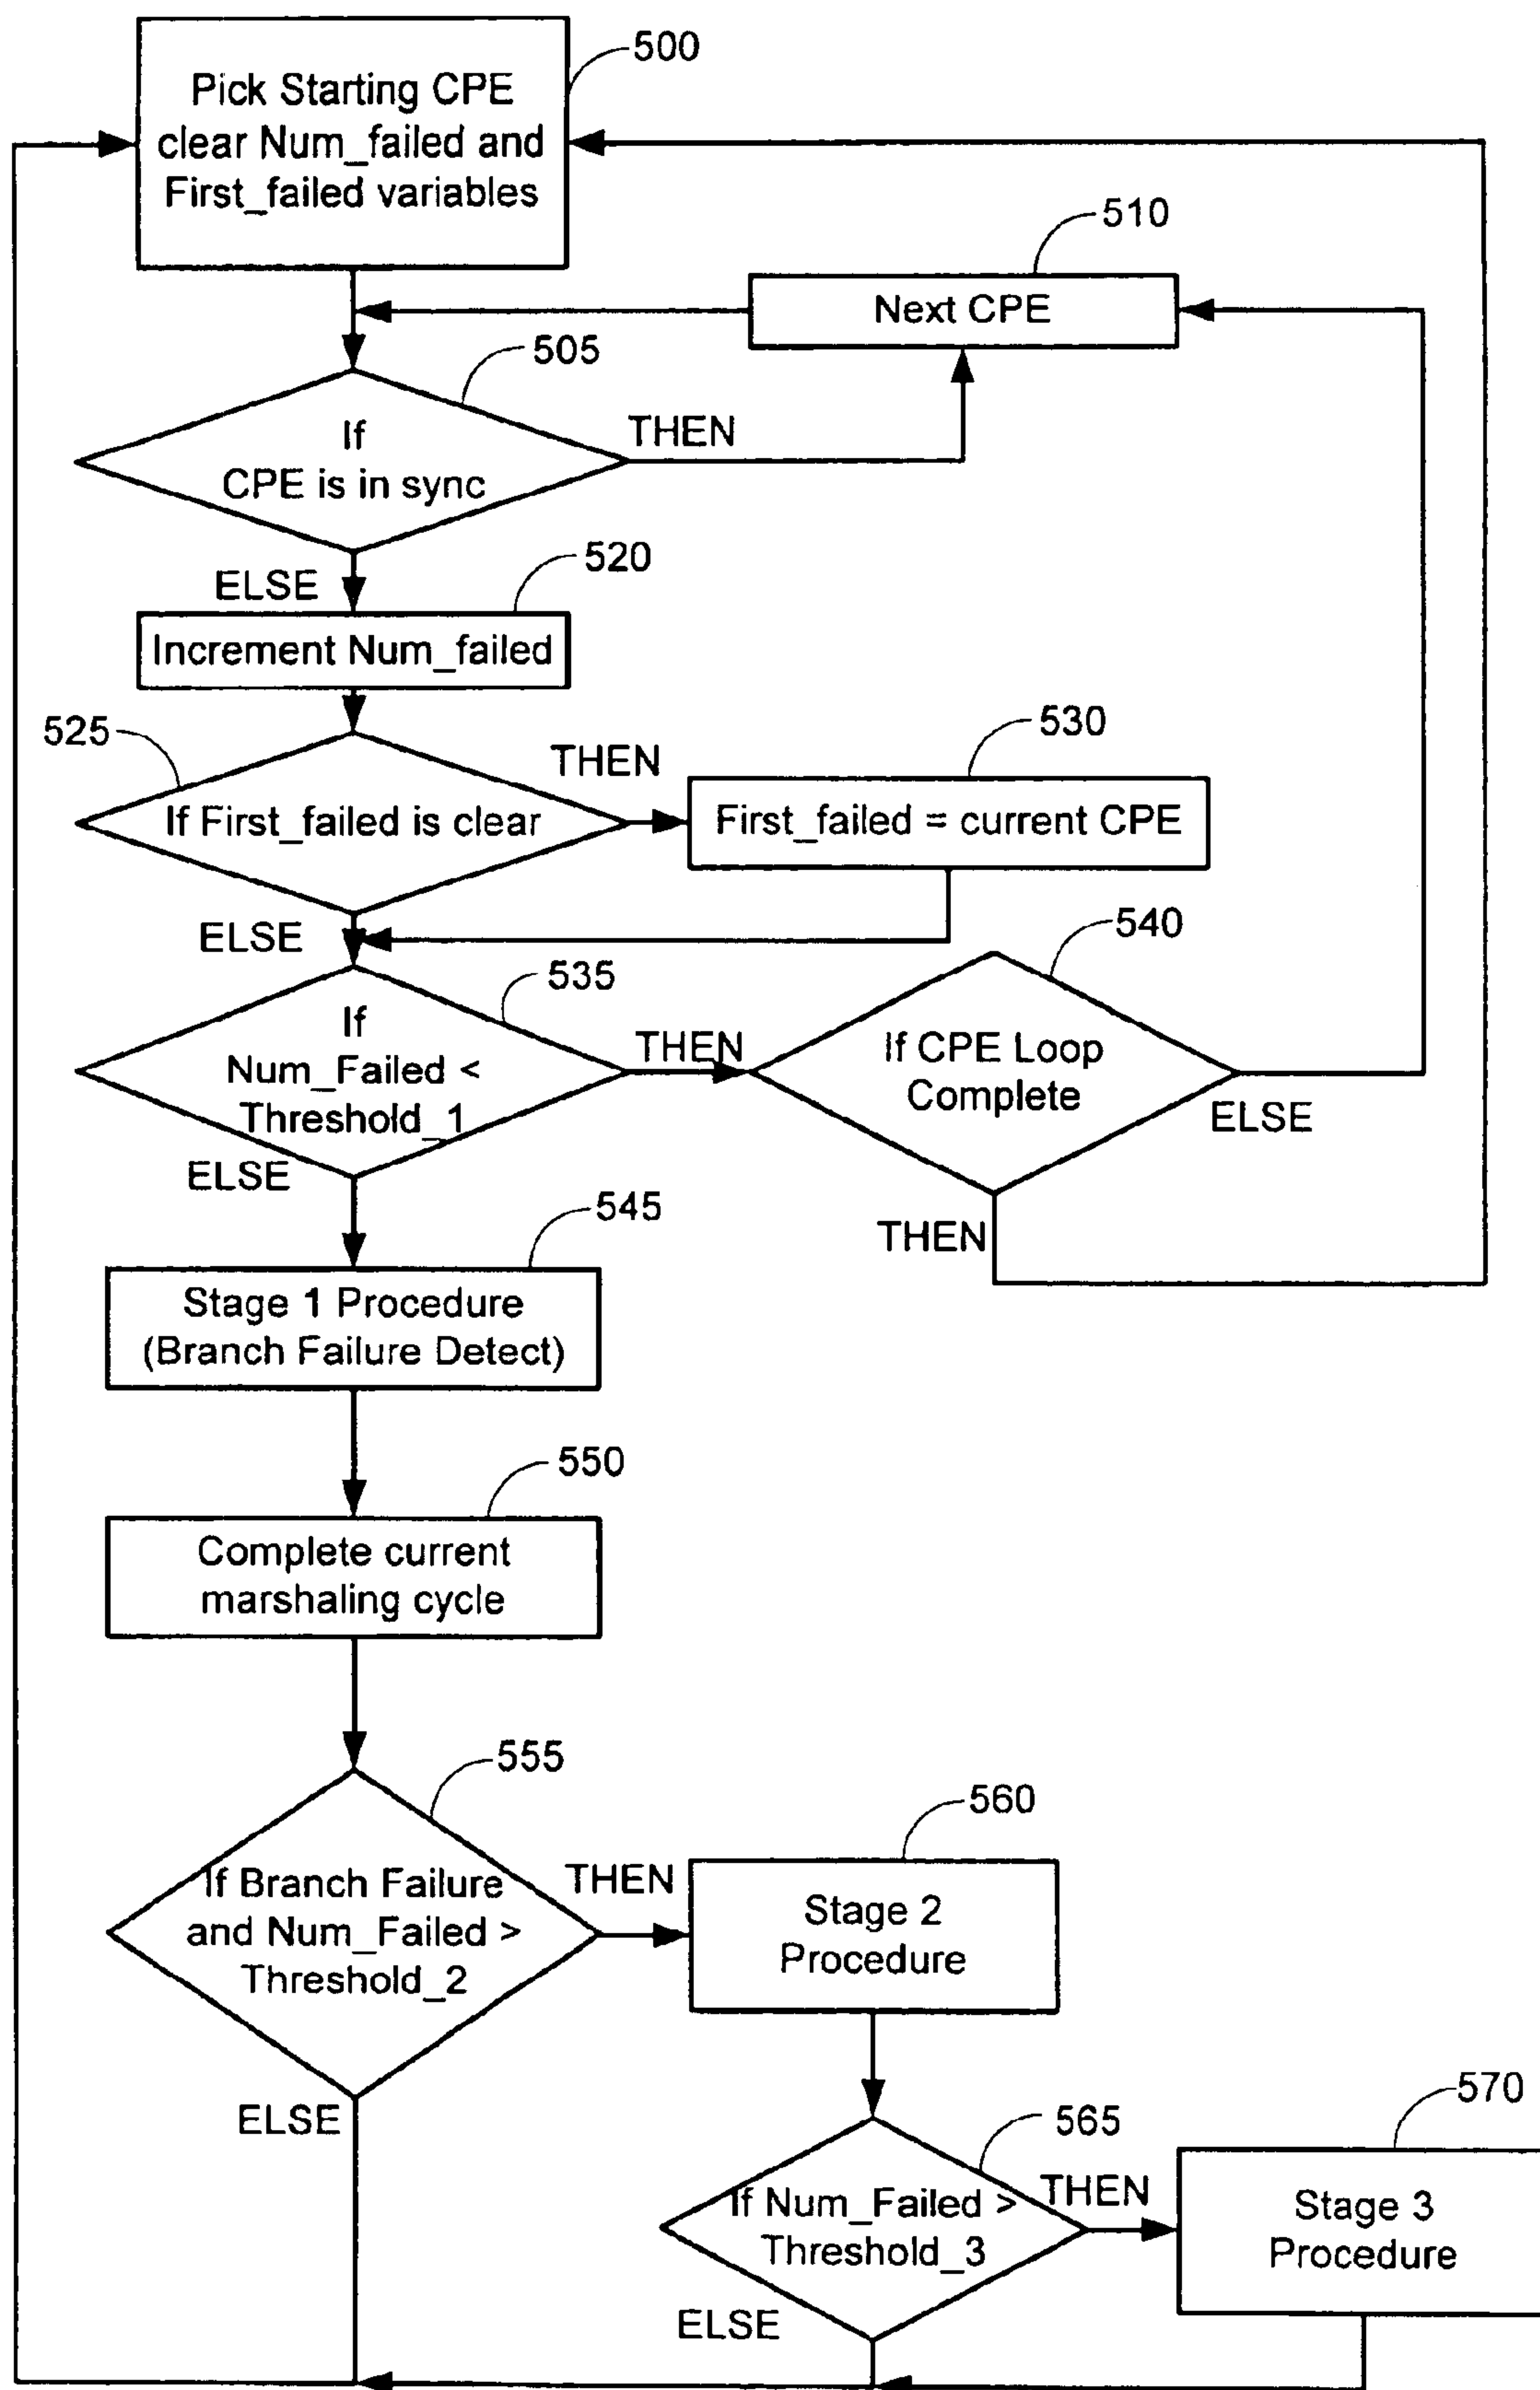 500
Pick Starting CPE
clear Num_failed and
First_failed variables
510
Next CPE
505
If
CPE is in sync
THEN
ELSE
520
Increment Num_failed
525
If First_failed is clear
THEN
530
First_failed = current CPE
ELSE
535
If
Num_Failed <
Threshold_1
THEN
540
If CPE Loop
Complete
ELSE
THEN
ELSE
545
Stage 1 Procedure
(Branch Failure Detect)
550
Complete current
marshaling cycle
555
If Branch Failure
and Num_Failed >
Threshold_2
THEN
560
Stage 2
Procedure
ELSE
565
If Num_Failed >
Threshold_3
THEN
570
Stage 3
Procedure
ELSE